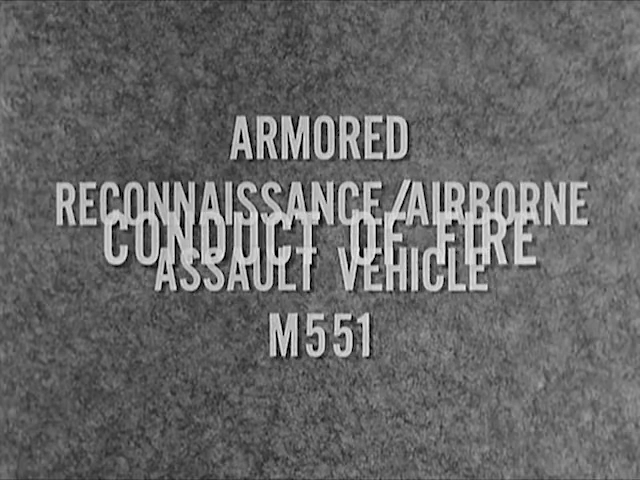 ARMORED
RECONNAISSANCE/AIRBORNE
CONDUCT OF FIRE
ASSAULT VEHICLE
M551